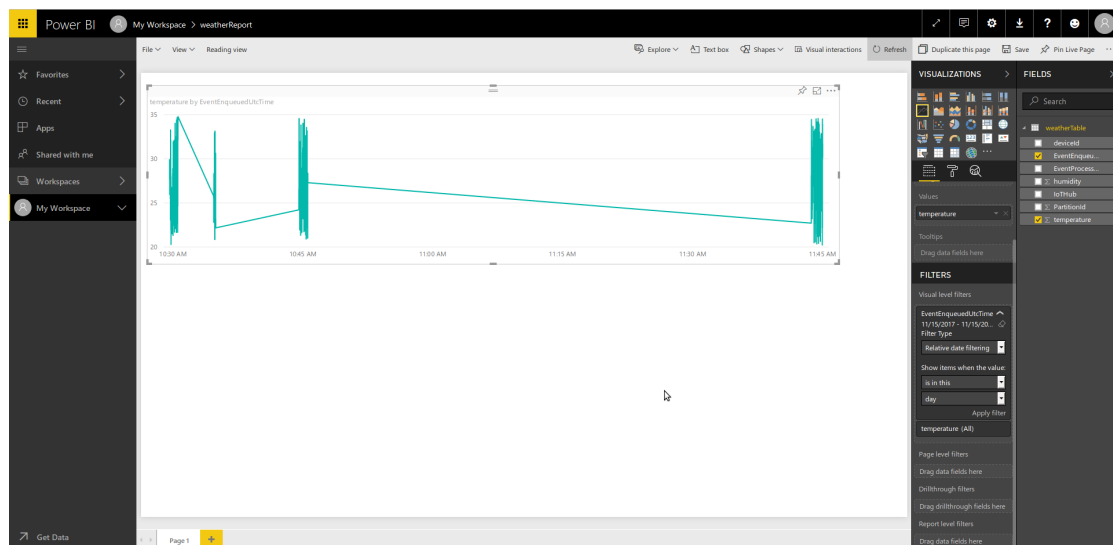 Power BI My Workspace > weatherReport
File View Reading view Explore Text box Shapes Visual interactions Refresh Duplicate this page Save Pin Live Page
Favorites
Recent
Apps
Shared with me
Workspaces
My Workspace
Get Data
temperature by EventEnqueuedUtcTime
35
30
25
20
10:30 AM 10:45 AM 11:00 AM 11:15 AM 11:30 AM 11:45 AM
Page 1
VISUALIZATIONS
Values
temperature
Tooltips
Drag data fields here
FILTERS
Visual level filters
EventEnqueuedUtcTime
11/15/2017 - 11/15/20...
Filter Type
Relative date filtering
Show items when the value:
is in this
day
Apply filter
temperature (All)
Page level filters
Drag data fields here
Drillthrough filters
Drag drillthrough fields here
Report level filters
Drag data fields here
FIELDS
Search
weatherTable
deviceId
EventEnqueu...
EventProcess...
humidity
IoTHub
PartitionId
temperature